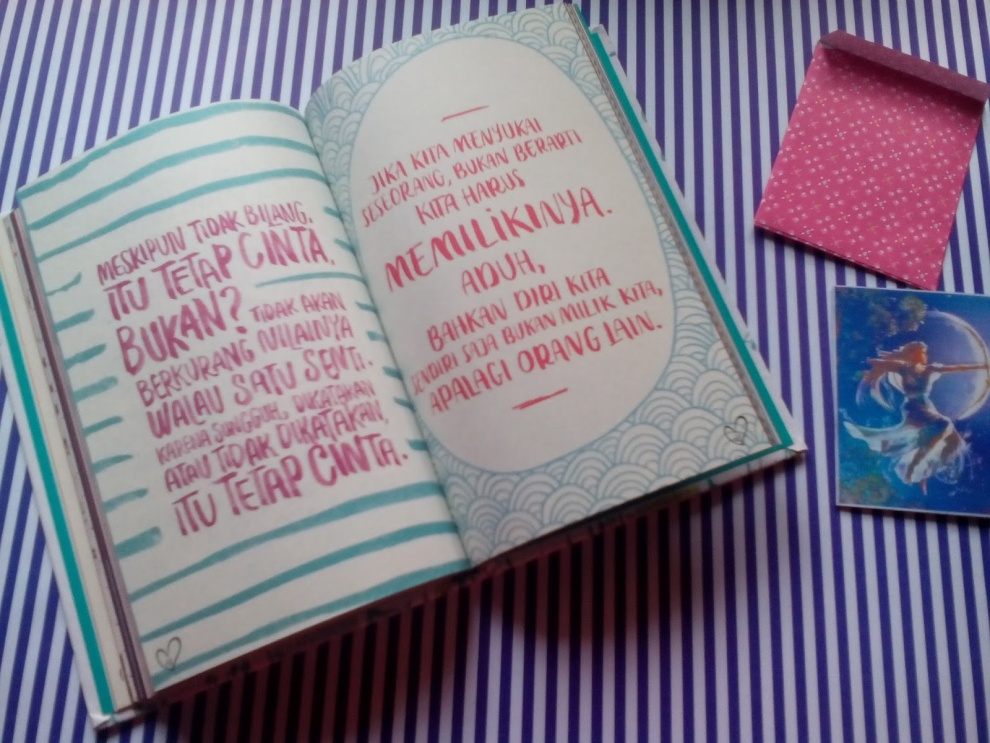 MESKIPUN TIDAK BILANG.
ITU TETAP CINTA,
BUKAN? TIDAK AKAN
BERKURANG NILAINYA
WALAU SATU SENTI.
KARENA SUNGGUH, DIKATAKAN
ATAU TIDAK DIKATAKAN,
ITU TETAP CINTA.
JIKA KITA MENYUKAI
SESEORANG, BUKAN BERARTI
KITA HARUS
MEMILIKINYA.
ADUH,
BAHKAN DIRI KITA
SENDIRI SAJA BUKAN MILIK KITA,
APALAGI ORANG LAIN.